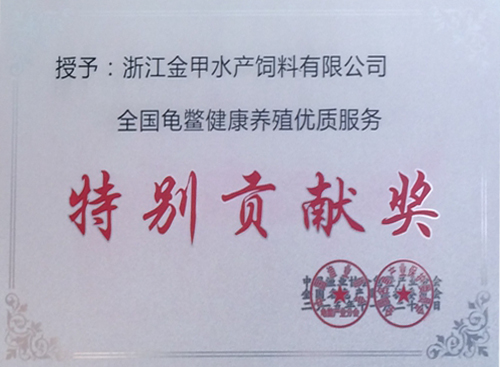 授予：浙江金甲水产饲料有限公司
全国龟鳖健康养殖优质服务
特别贡献奖